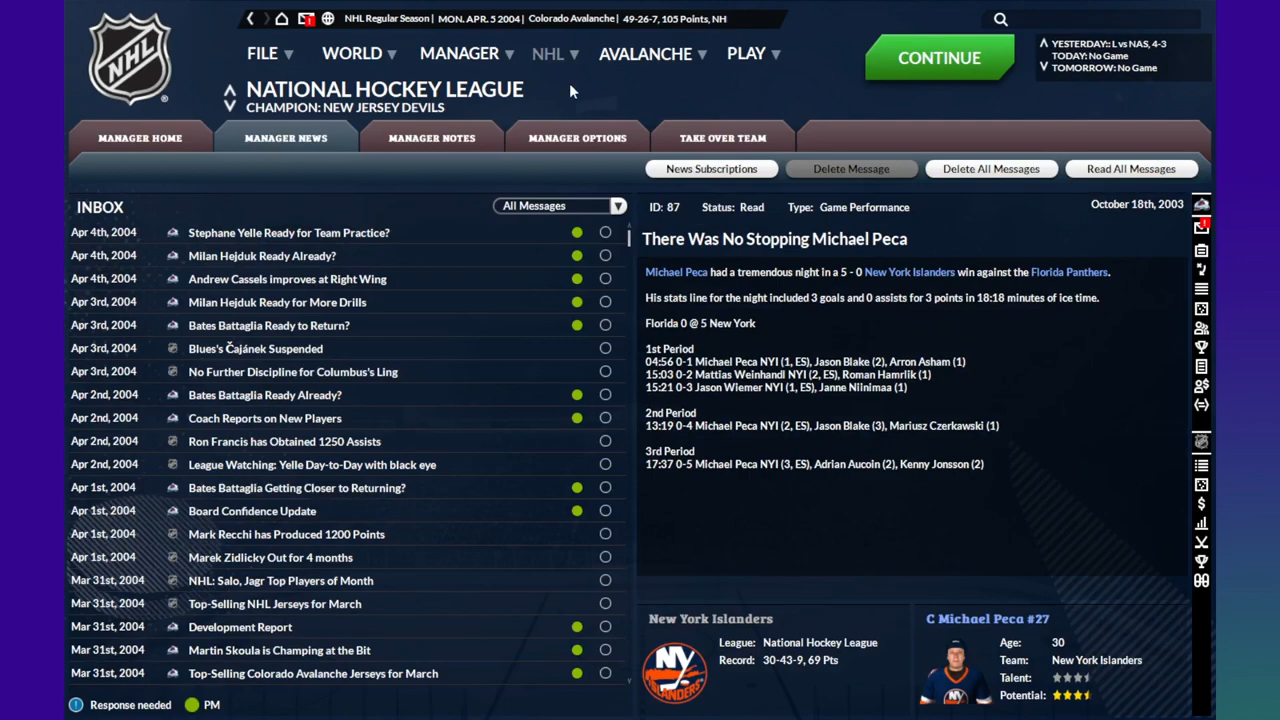 NHL Regular Season | MON. APR. 5 2004 | Colorado Avalanche | 49-26-7, 105 Points, NH
FILE WORLD MANAGER NHL AVALANCHE PLAY
CONTINUE
YESTERDAY:: L vs NAS, 4-3
TODAY: No Game
TOMORROW: No Game
NHL
NATIONAL HOCKEY LEAGUE
CHAMPION: NEW JERSEY DEVILS
MANAGER HOME MANAGER NEWS MANAGER NOTES MANAGER OPTIONS TAKE OVER TEAM
News Subscriptions Delete Message Delete All Messages Read All Messages
INBOX All Messages
Apr 4th, 2004 Stephane Yelle Ready for Team Practice?
Apr 4th, 2004 Milan Hejduk Ready Already?
Apr 4th, 2004 Andrew Cassels improves at Right Wing
Apr 3rd, 2004 Milan Hejduk Ready for More Drills
Apr 3rd, 2004 Bates Battaglia Ready to Return?
Apr 3rd, 2004 Blues's Čajánek Suspended
Apr 3rd, 2004 No Further Discipline for Columbus's Ling
Apr 2nd, 2004 Bates Battaglia Ready Already?
Apr 2nd, 2004 Coach Reports on New Players
Apr 2nd, 2004 Ron Francis has Obtained 1250 Assists
Apr 2nd, 2004 League Watching: Yelle Day-to-Day with black eye
Apr 1st, 2004 Bates Battaglia Getting Closer to Returning?
Apr 1st, 2004 Board Confidence Update
Apr 1st, 2004 Mark Recchi has Produced 1200 Points
Apr 1st, 2004 Marek Zidlicky Out for 4 months
Mar 31st, 2004 NHL: Salo, Jagr Top Players of Month
Mar 31st, 2004 Top-Selling NHL Jerseys for March
Mar 31st, 2004 Development Report
Mar 31st, 2004 Martin Skoula is Champing at the Bit
Mar 31st, 2004 Top-Selling Colorado Avalanche Jerseys for March
Response needed PM
ID: 87 Status: Read Type: Game Performance October 18th, 2003
There Was No Stopping Michael Peca
Michael Peca had a tremendous night in a 5 - 0 New York Islanders win against the Florida Panthers.
His stats line for the night included 3 goals and 0 assists for 3 points in 18:18 minutes of ice time.
Florida 0 @ 5 New York
1st Period
04:56 0-1 Michael Peca NYI (1, ES), Jason Blake (2), Arron Asham (1)
15:03 0-2 Mattias Weinhandl NYI (2, ES), Roman Hamrlik (1)
15:21 0-3 Jason Wiemer NYI (1, ES), Janne Niinimaa (1)
2nd Period
13:19 0-4 Michael Peca NYI (2, ES), Jason Blake (3), Mariusz Czerkawski (1)
3rd Period
17:37 0-5 Michael Peca NYI (3, ES), Adrian Aucoin (2), Kenny Jonsson (2)
New York Islanders
League: National Hockey League
Record: 30-43-9, 69 Pts
NY
ISLANDERS
C Michael Peca #27
Age: 30
Team: New York Islanders
Talent:
Potential: